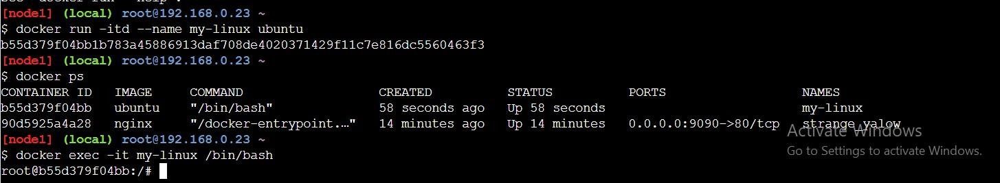 [node1] (local) root@192.168.0.23 ~
$ docker run -itd --name my-linux ubuntu
b55d379f04bb1b783a45886913daf708de4020371429f11c7e816dc5560463f3
[node1] (local) root@192.168.0.23 ~
$ docker ps
CONTAINER ID   IMAGE     COMMAND                  CREATED          STATUS          PORTS                  NAMES
b55d379f04bb   ubuntu    "/bin/bash"              58 seconds ago   Up 58 seconds                          my-linux
90d5925a4a28   nginx     "/docker-entrypoint.…"   14 minutes ago   Up 14 minutes   0.0.0.0:9090->80/tcp   strange_yalow
[node1] (local) root@192.168.0.23 ~
$ docker exec -it my-linux /bin/bash
root@b55d379f04bb:/#
Activate Windows
Go to Settings to activate Windows.